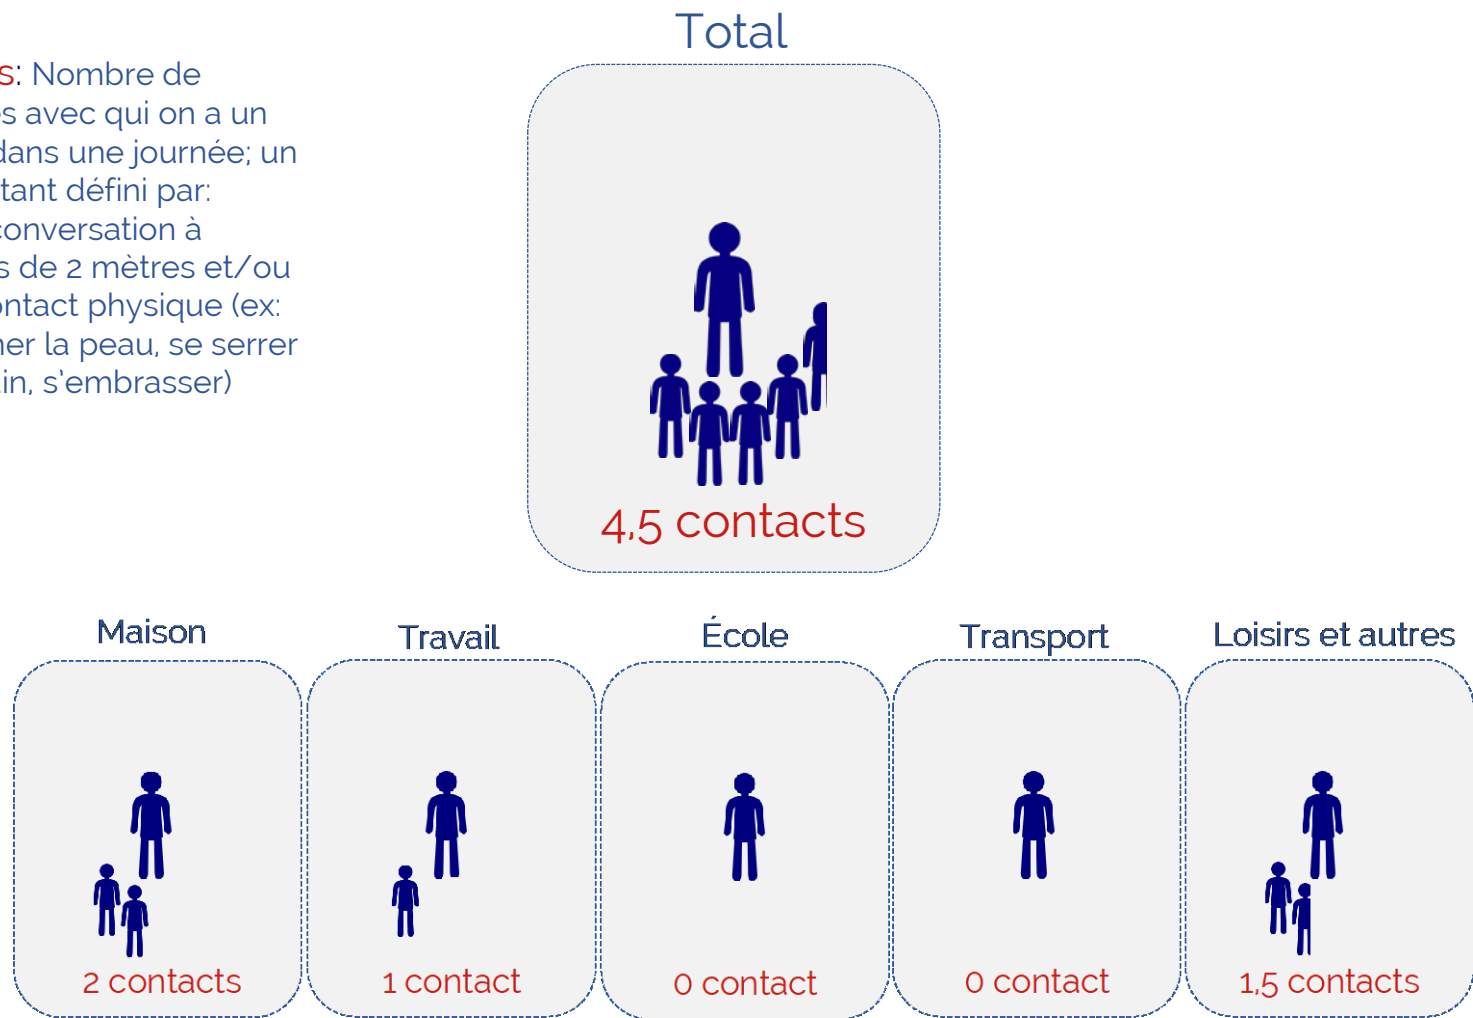 Total
s: Nombre de
es avec qui on a un
dans une journée; un
tant défini par:
conversation à
s de 2 mètres et/ou
ontact physique (ex:
her la peau, se serrer
in, s'embrasser)
4,5 contacts
Maison
Travail
École
Transport
Loisirs et autres
2 contacts
1 contact
0 contact
0 contact
1,5 contacts